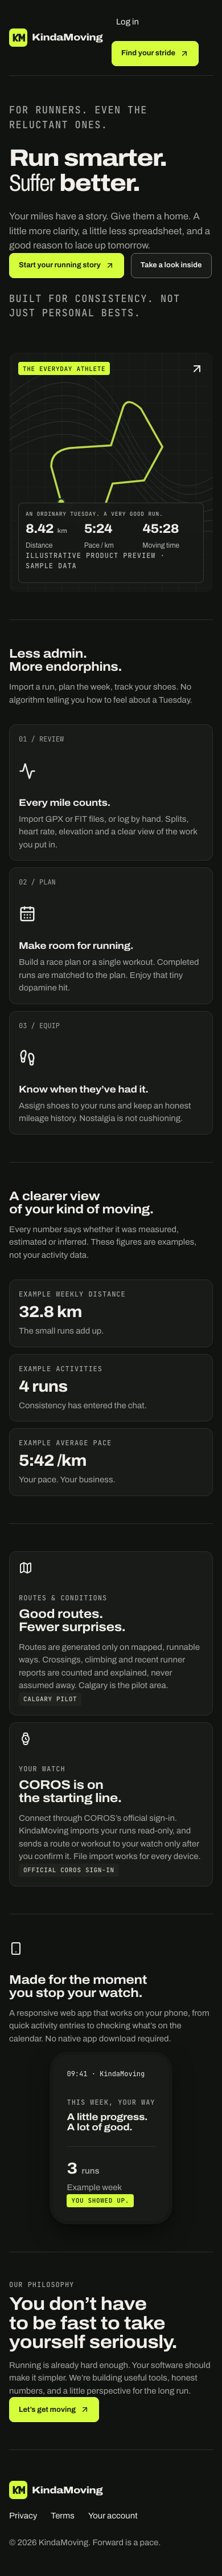 Log in
KM KindaMoving
Find your stride
FOR RUNNERS. EVEN THE
RELUCTANT ONES.
Run smarter.
Suffer better.
Your miles have a story. Give them a home. A
little more clarity, a little less spreadsheet, and a
good reason to lace up tomorrow.
Start your running story
Take a look inside
BUILT FOR CONSISTENCY. NOT
JUST PERSONAL BESTS.
THE EVERYDAY ATHLETE
AN ORDINARY TUESDAY. A VERY GOOD RUN.
8.42 km 5:24 45:28
Distance Pace / km Moving time
ILLUSTRATIVE PRODUCT PREVIEW ·
SAMPLE DATA
Less admin.
More endorphins.
Import a run, plan the week, track your shoes. No
algorithm telling you how to feel about a Tuesday.
01 / REVIEW
Every mile counts.
Import GPX or FIT files, or log by hand. Splits,
heart rate, elevation and a clear view of the work
you put in.
02 / PLAN
Make room for running.
Build a race plan or a single workout. Completed
runs are matched to the plan. Enjoy that tiny
dopamine hit.
03 / EQUIP
Know when they’ve had it.
Assign shoes to your runs and keep an honest
mileage history. Nostalgia is not cushioning.
A clearer view
of your kind of moving.
Every number says whether it was measured,
estimated or inferred. These figures are examples,
not your activity data.
EXAMPLE WEEKLY DISTANCE
32.8 km
The small runs add up.
EXAMPLE ACTIVITIES
4 runs
Consistency has entered the chat.
EXAMPLE AVERAGE PACE
5:42 /km
Your pace. Your business.
ROUTES & CONDITIONS
Good routes.
Fewer surprises.
Routes are generated only on mapped, runnable
ways. Crossings, climbing and recent runner
reports are counted and explained, never
assumed away. Calgary is the pilot area.
CALGARY PILOT
YOUR WATCH
COROS is on
the starting line.
Connect through COROS’s official sign-in.
KindaMoving imports your runs read-only, and
sends a route or workout to your watch only after
you confirm it. File import works for every device.
OFFICIAL COROS SIGN-IN
Made for the moment
you stop your watch.
A responsive web app that works on your phone, from
quick activity entries to checking what’s on the
calendar. No native app download required.
09:41 · KindaMoving
THIS WEEK, YOUR WAY
A little progress.
A lot of good.
3 runs
Example week
YOU SHOWED UP.
OUR PHILOSOPHY
You don’t have
to be fast to take
yourself seriously.
Running is already hard enough. Your software should
make it simpler. We’re building useful tools, honest
numbers, and a little perspective for the long run.
Let’s get moving
KM KindaMoving
Privacy Terms Your account
© 2026 KindaMoving. Forward is a pace.